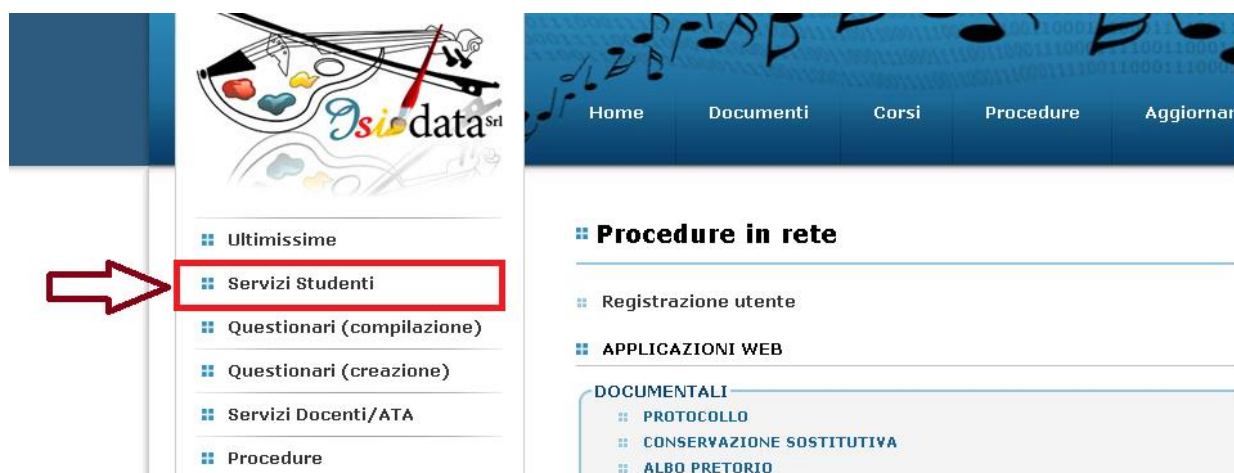 Isidata Srl
Home Documenti Corsi Procedure Aggiornar
Ultimissime
Servizi Studenti
Questionari (compilazione)
Questionari (creazione)
Servizi Docenti/ATA
Procedure
Procedure in rete
Registrazione utente
APPLICAZIONI WEB
DOCUMENTALI
PROTOCOLLO
CONSERVAZIONE SOSTITUTIVA
ALBO PRETORIO